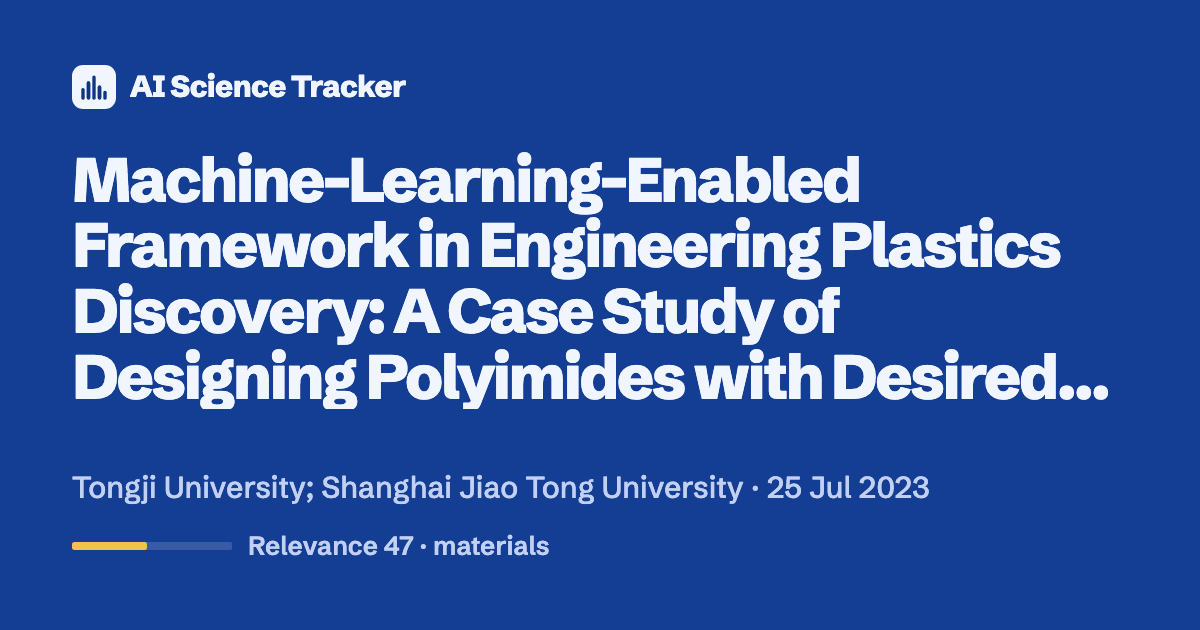 AI Science Tracker
Machine-Learning-Enabled
Framework in Engineering Plastics
Discovery: A Case Study of
Designing Polyimides with Desired...
Tongji University; Shanghai Jiao Tong University · 25 Jul 2023
Relevance 47 · materials